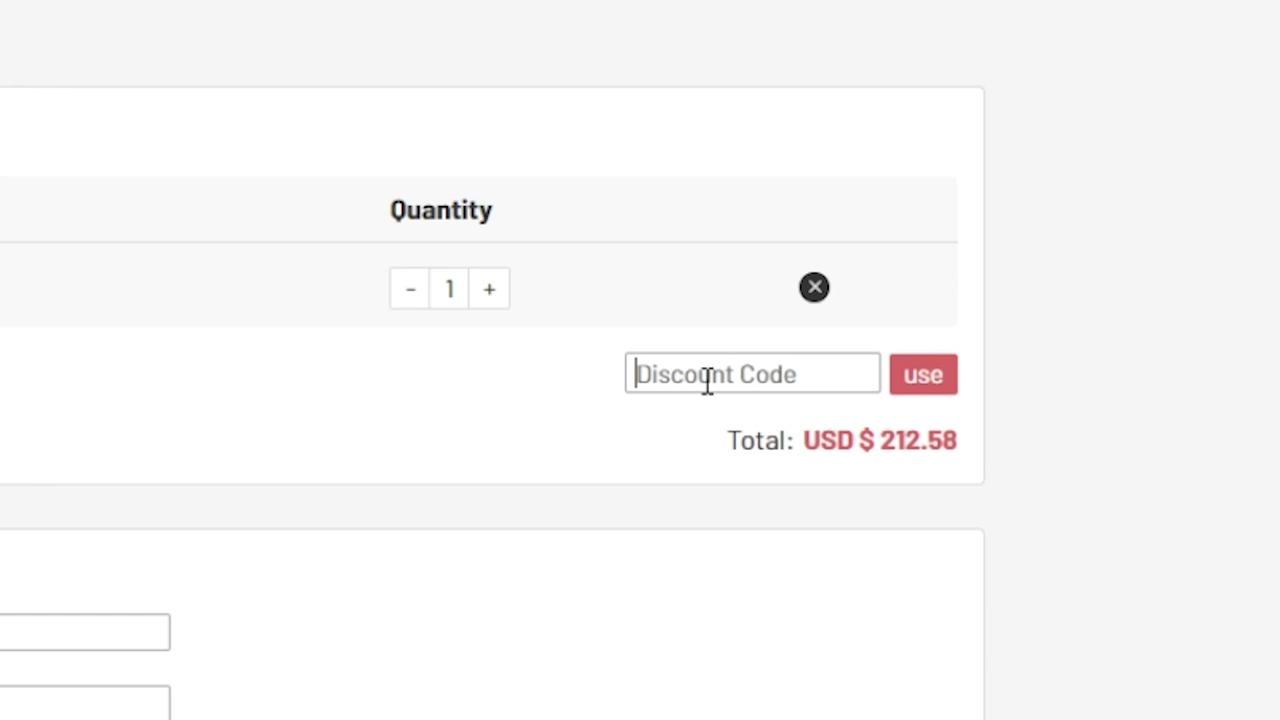 Quantity
- 1 +
Discount Code use
Total: USD $ 212.58